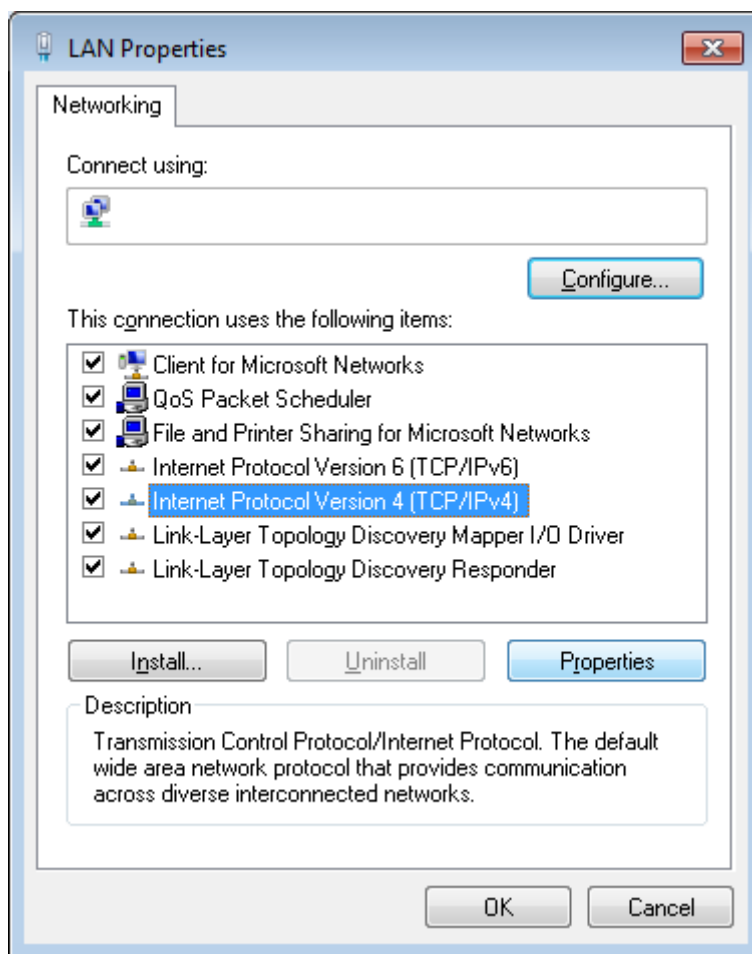 LAN Properties
Networking
Connect using:
Configure...
This connection uses the following items:
Client for Microsoft Networks
QoS Packet Scheduler
File and Printer Sharing for Microsoft Networks
Internet Protocol Version 6 (TCP/IPv6)
Internet Protocol Version 4 (TCP/IPv4)
Link-Layer Topology Discovery Mapper I/O Driver
Link-Layer Topology Discovery Responder
Install...
Uninstall
Properties
Description
Transmission Control Protocol/Internet Protocol. The default
wide area network protocol that provides communication
across diverse interconnected networks.
OK
Cancel